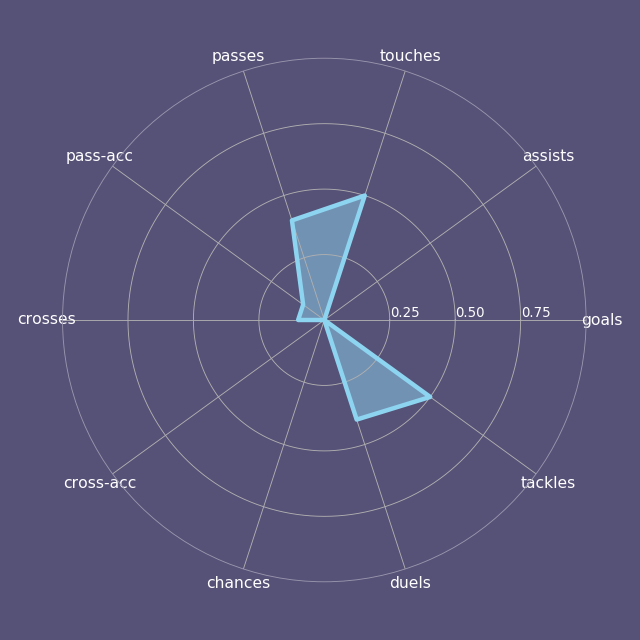 passes
touches
pass-acc
assists
crosses
0.25
0.50
0.75
goals
cross-acc
tackles
chances
duels